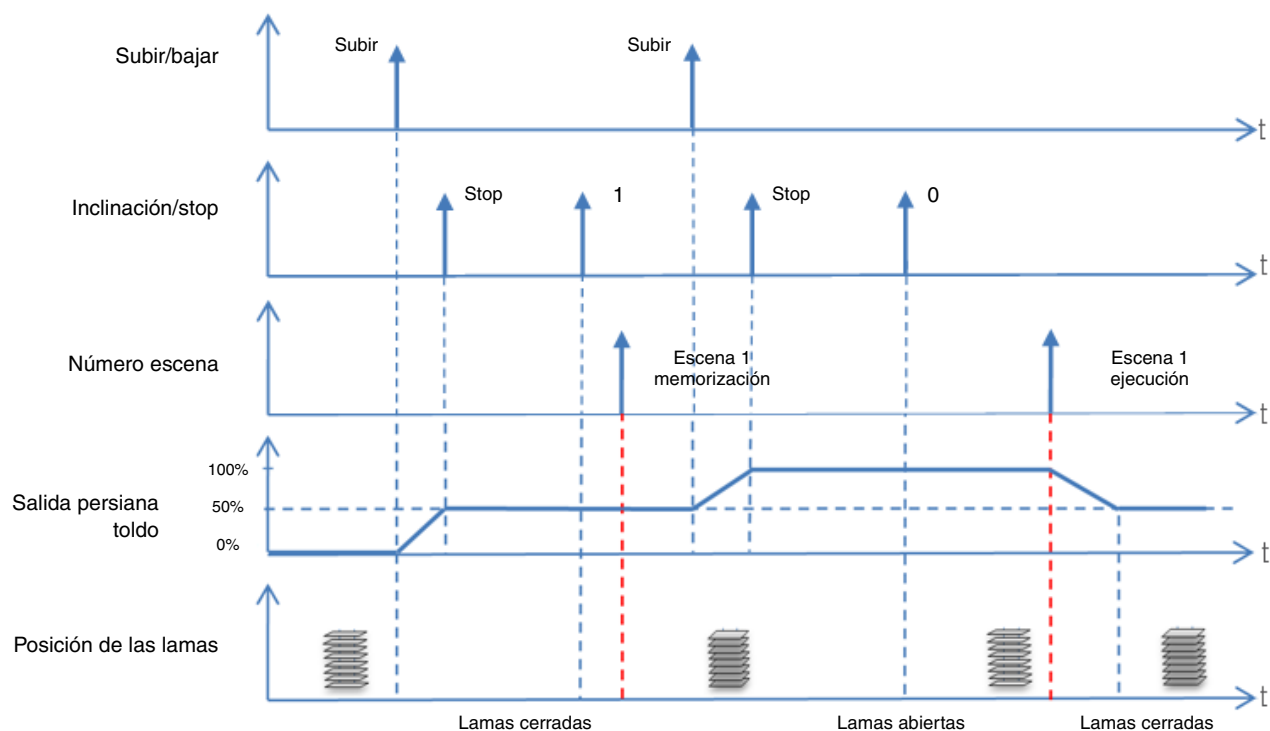 Subir/bajar
Subir
Subir
t
Inclinación/stop
Stop
1
Stop
0
t
Número escena
Escena 1
memorización
Escena 1
ejecución
t
Salida persiana
toldo
100%
50%
0%
t
Posición de las lamas
t
Lamas cerradas
Lamas abiertas
Lamas cerradas